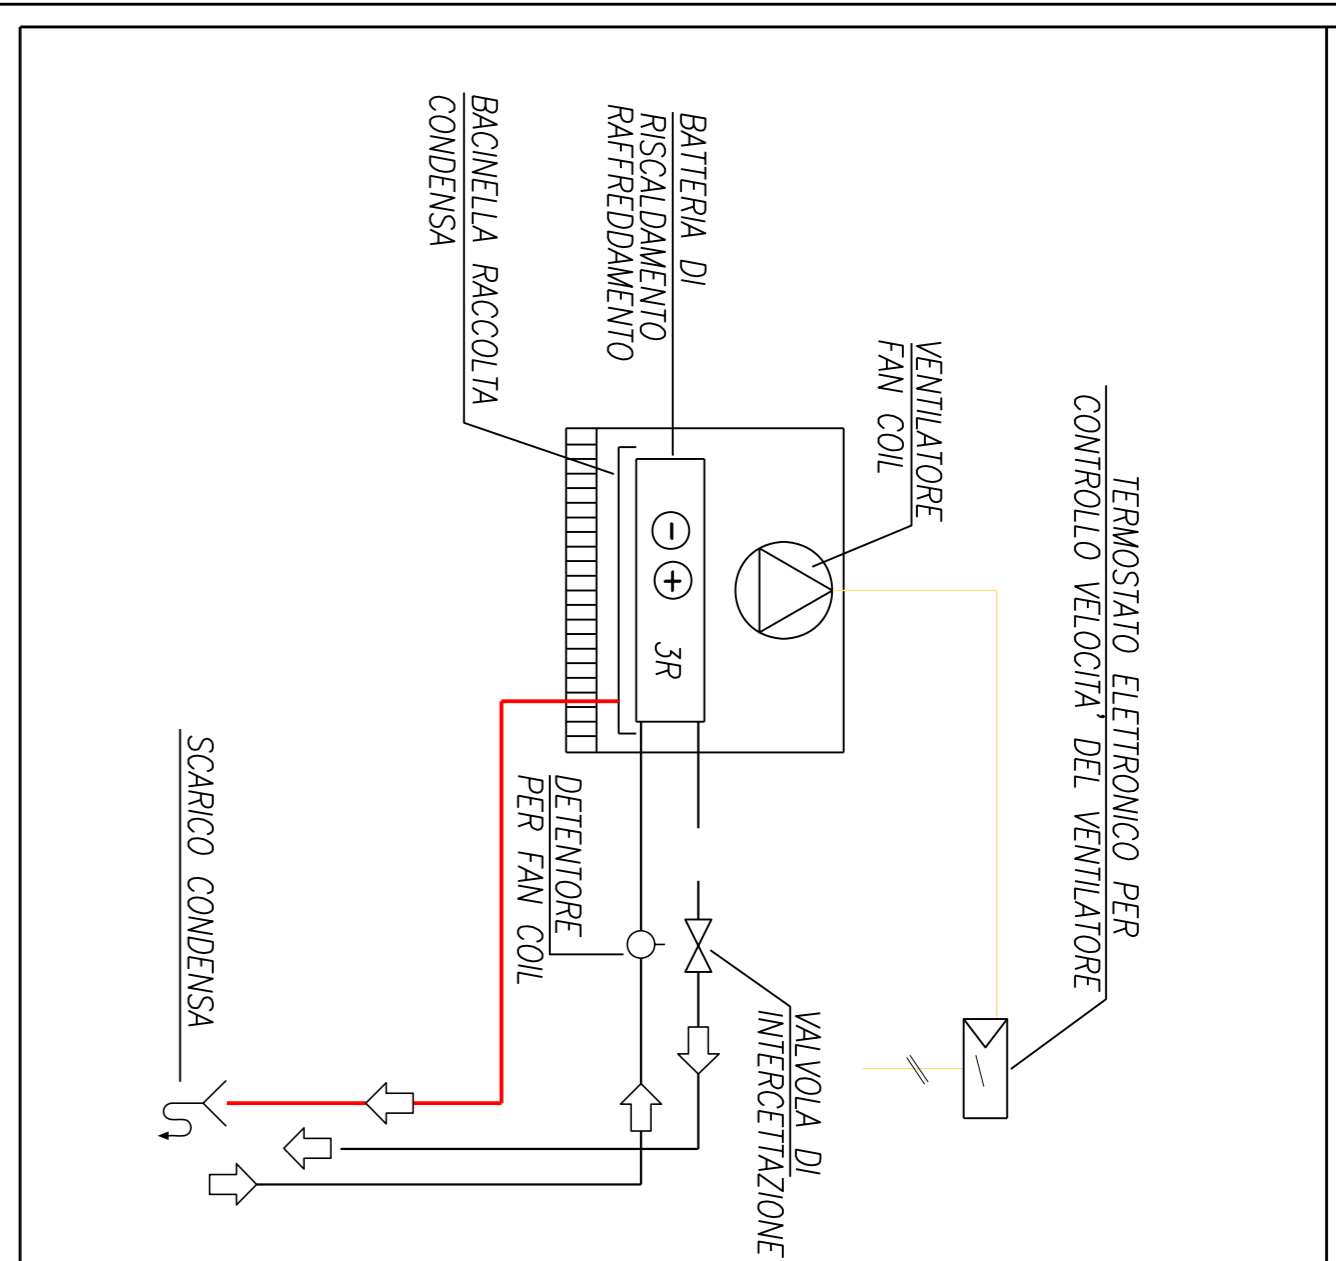 TERMOSTATO ELETTRONICO PER
CONTROLLO VELOCITA' DEL VENTILATORE
VENTILATORE
FAN COIL
BATTERIA DI
RISCALDAMENTO
RAFFREDDAMENTO
BACINELLA RACCOLTA
CONDENSA
- +
3R
VALVOLA DI
INTERCETTAZIONE
DETENTORE
PER FAN COIL
SCARICO CONDENSA